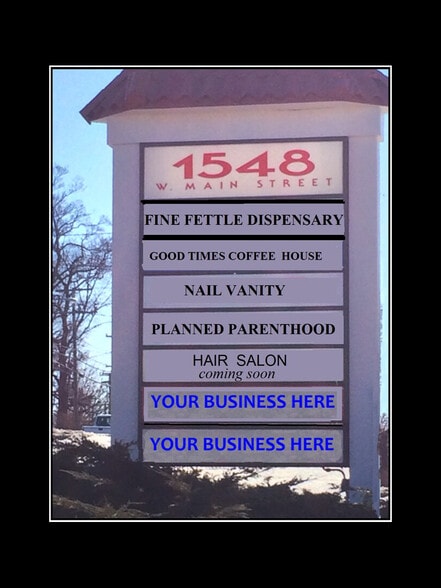 1548
W. MAIN STREET
FINE FETTLE DISPENSARY
GOOD TIMES COFFEE HOUSE
NAIL VANITY
PLANNED PARENTHOOD
HAIR SALON
coming soon
YOUR BUSINESS HERE
YOUR BUSINESS HERE